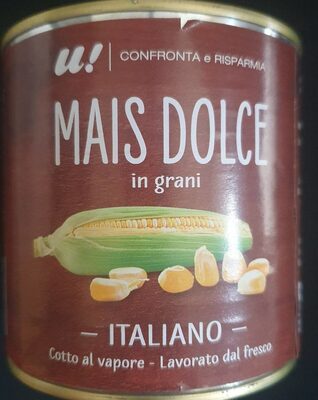 u! CONFRONTA e RISPARMIA
MAIS DOLCE
in grani
– ITALIANO –
Cotto al vapore - Lavorato dal fresco